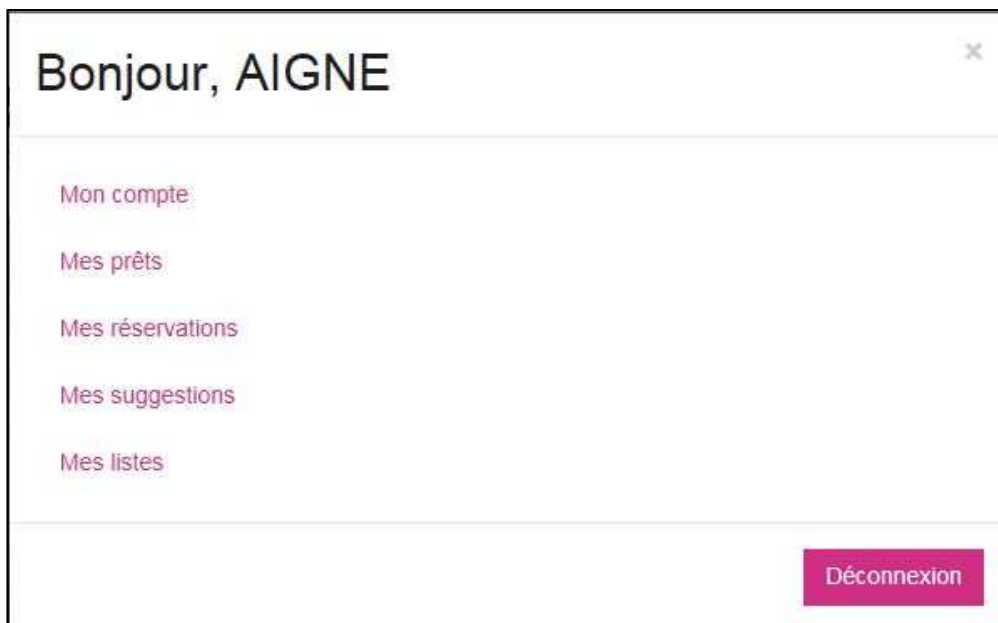 Bonjour, AIGNE
×
Mon compte
Mes prêts
Mes réservations
Mes suggestions
Mes listes
Déconnexion